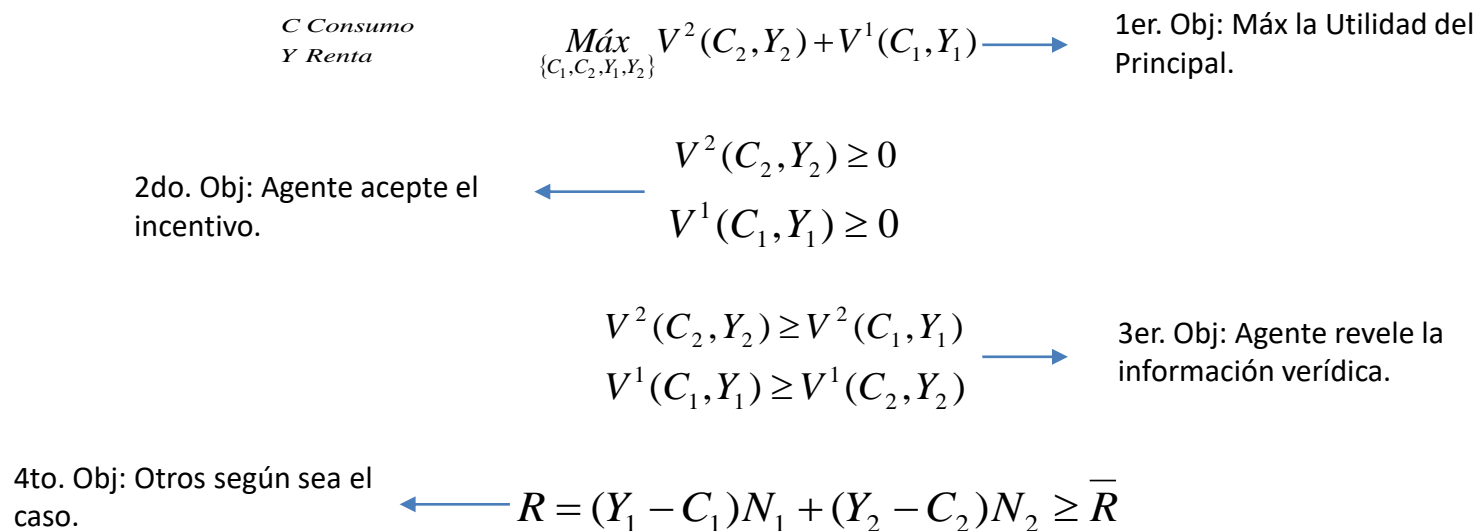 C Consumo
Y Renta
Máx V²(C₂,Y₂)+V¹(C₁,Y₁)
{C₁,C₂,Y₁,Y₂}
1er. Obj: Máx la Utilidad del
Principal.
2do. Obj: Agente acepte el
incentivo.
V²(C₂,Y₂) ≥ 0
V¹(C₁,Y₁) ≥ 0
V²(C₂,Y₂) ≥ V²(C₁,Y₁)
V¹(C₁,Y₁) ≥ V¹(C₂,Y₂)
3er. Obj: Agente revele la
información verídica.
4to. Obj: Otros según sea el
caso.
R = (Y₁ − C₁)N₁ + (Y₂ − C₂)N₂ ≥ R̅